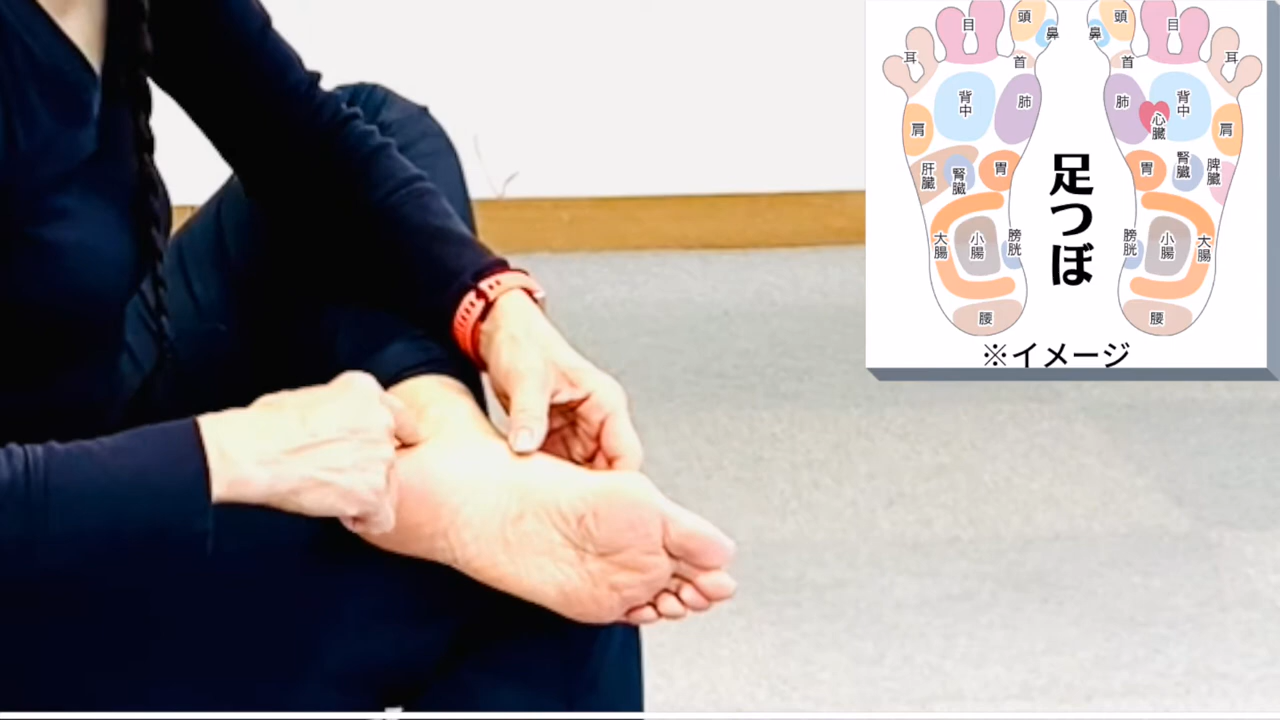 目
頭
鼻
耳
首
背中
肺
肩
肝臓
腎臓
胃
大腸
小腸
膀胱
腰
頭
目
鼻
耳
首
肺
背中
心臓
肩
胃
腎臓
脾臓
膀胱
小腸
大腸
腰
足つぼ
※イメージ